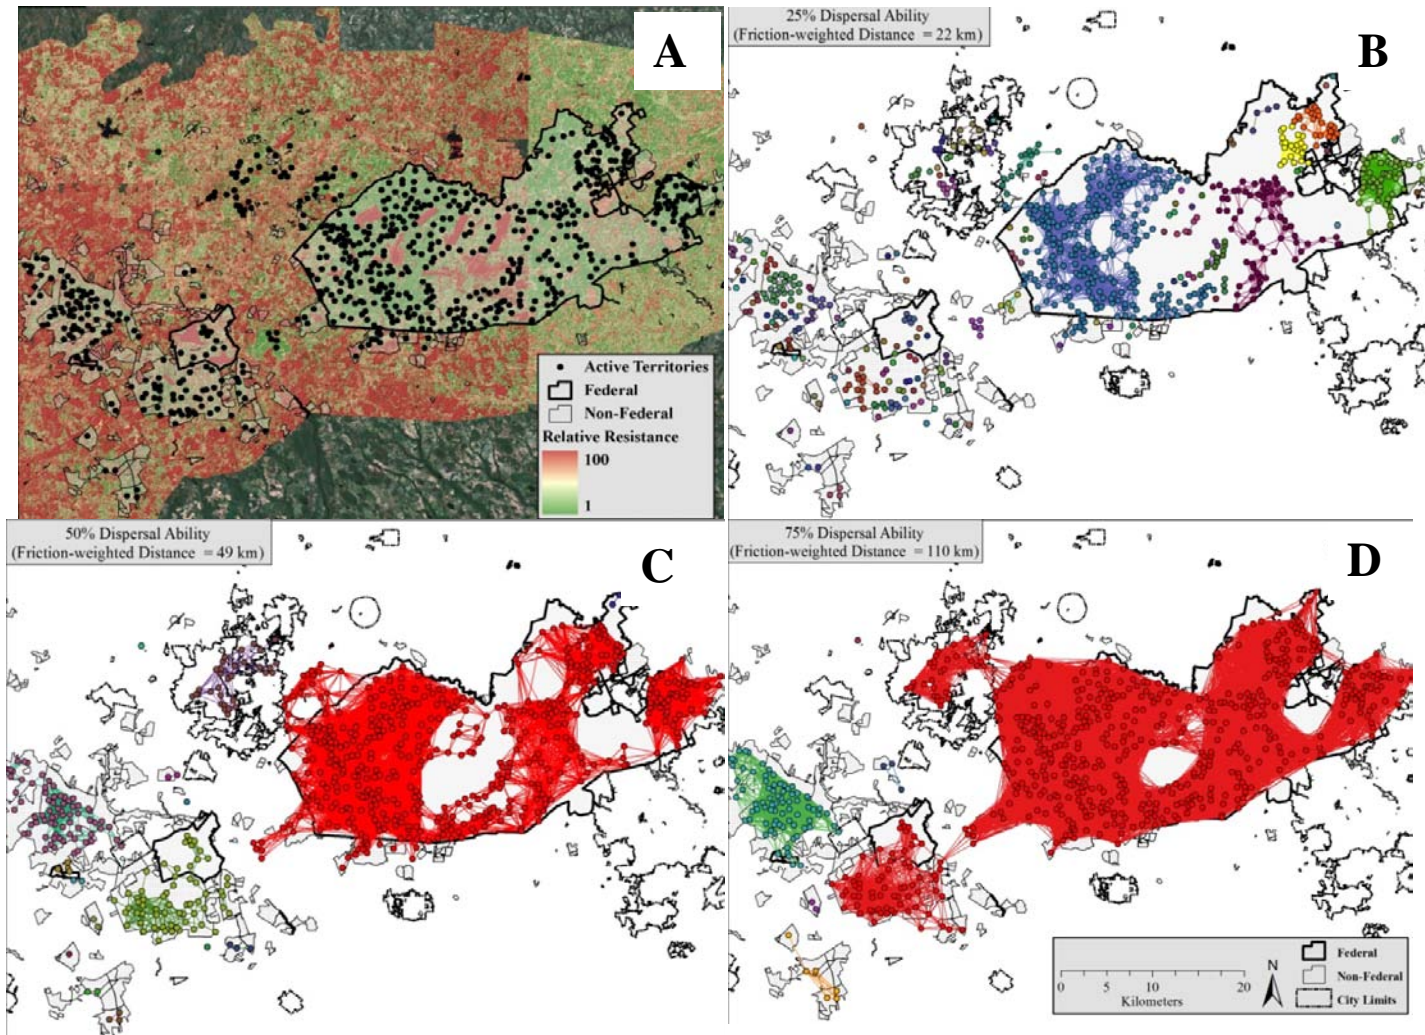 A
Active Territories
Federal
Non-Federal
Relative Resistance
100
1
25% Dispersal Ability
(Friction-weighted Distance = 22 km)
B
50% Dispersal Ability
(Friction-weighted Distance = 49 km)
C
75% Dispersal Ability
(Friction-weighted Distance = 110 km)
D
0 5 10 20
Kilometers
N
Federal
Non-Federal
City Limits